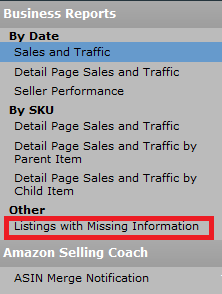 Business Reports
By Date
Sales and Traffic
Detail Page Sales and Traffic
Seller Performance
By SKU
Detail Page Sales and Traffic
Detail Page Sales and Traffic by
Parent Item
Detail Page Sales and Traffic by
Child Item
Other
Listings with Missing Information
Amazon Selling Coach
ASIN Merge Notification